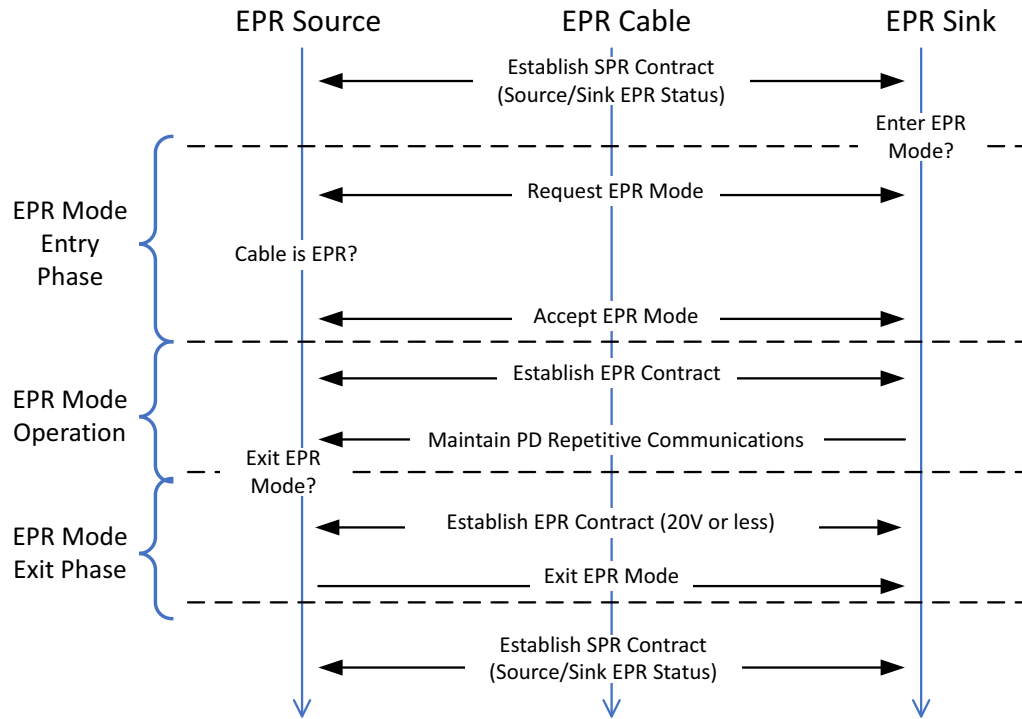 EPR Source
EPR Cable
EPR Sink
Establish SPR Contract
(Source/Sink EPR Status)
Enter EPR
Mode?
EPR Mode
Entry
Phase
Request EPR Mode
Cable is EPR?
Accept EPR Mode
EPR Mode
Operation
Establish EPR Contract
Maintain PD Repetitive Communications
Exit EPR
Mode?
EPR Mode
Exit Phase
Establish EPR Contract (20V or less)
Exit EPR Mode
Establish SPR Contract
(Source/Sink EPR Status)